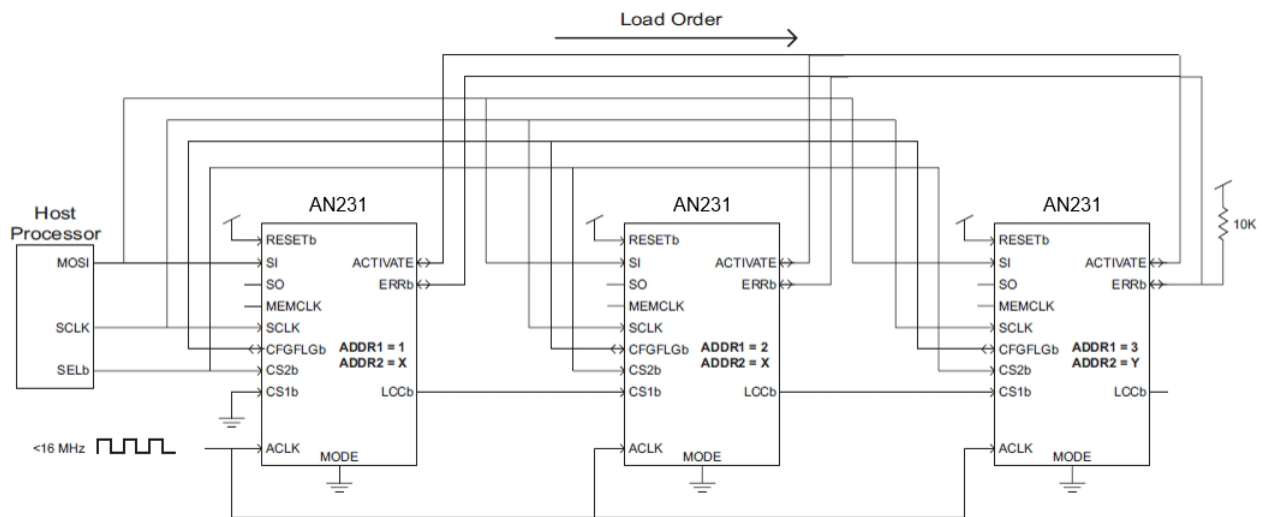 Load Order
Host
Processor
MOSI
SCLK
SELb
<16 MHz
AN231
RESETb
SI
SO
MEMCLK
SCLK
CFGFLGb
CS2b
CS1b
ACLK
ACTIVATE
ERRb
ADDR1 = 1
ADDR2 = X
LCCb
MODE
AN231
RESETb
SI
SO
MEMCLK
SCLK
CFGFLGb
CS2b
CS1b
ACLK
ACTIVATE
ERRb
ADDR1 = 2
ADDR2 = X
LCCb
MODE
AN231
RESETb
SI
SO
MEMCLK
SCLK
CFGFLGb
CS2b
CS1b
ACLK
ACTIVATE
ERRb
ADDR1 = 3
ADDR2 = Y
LCCb
MODE
10K